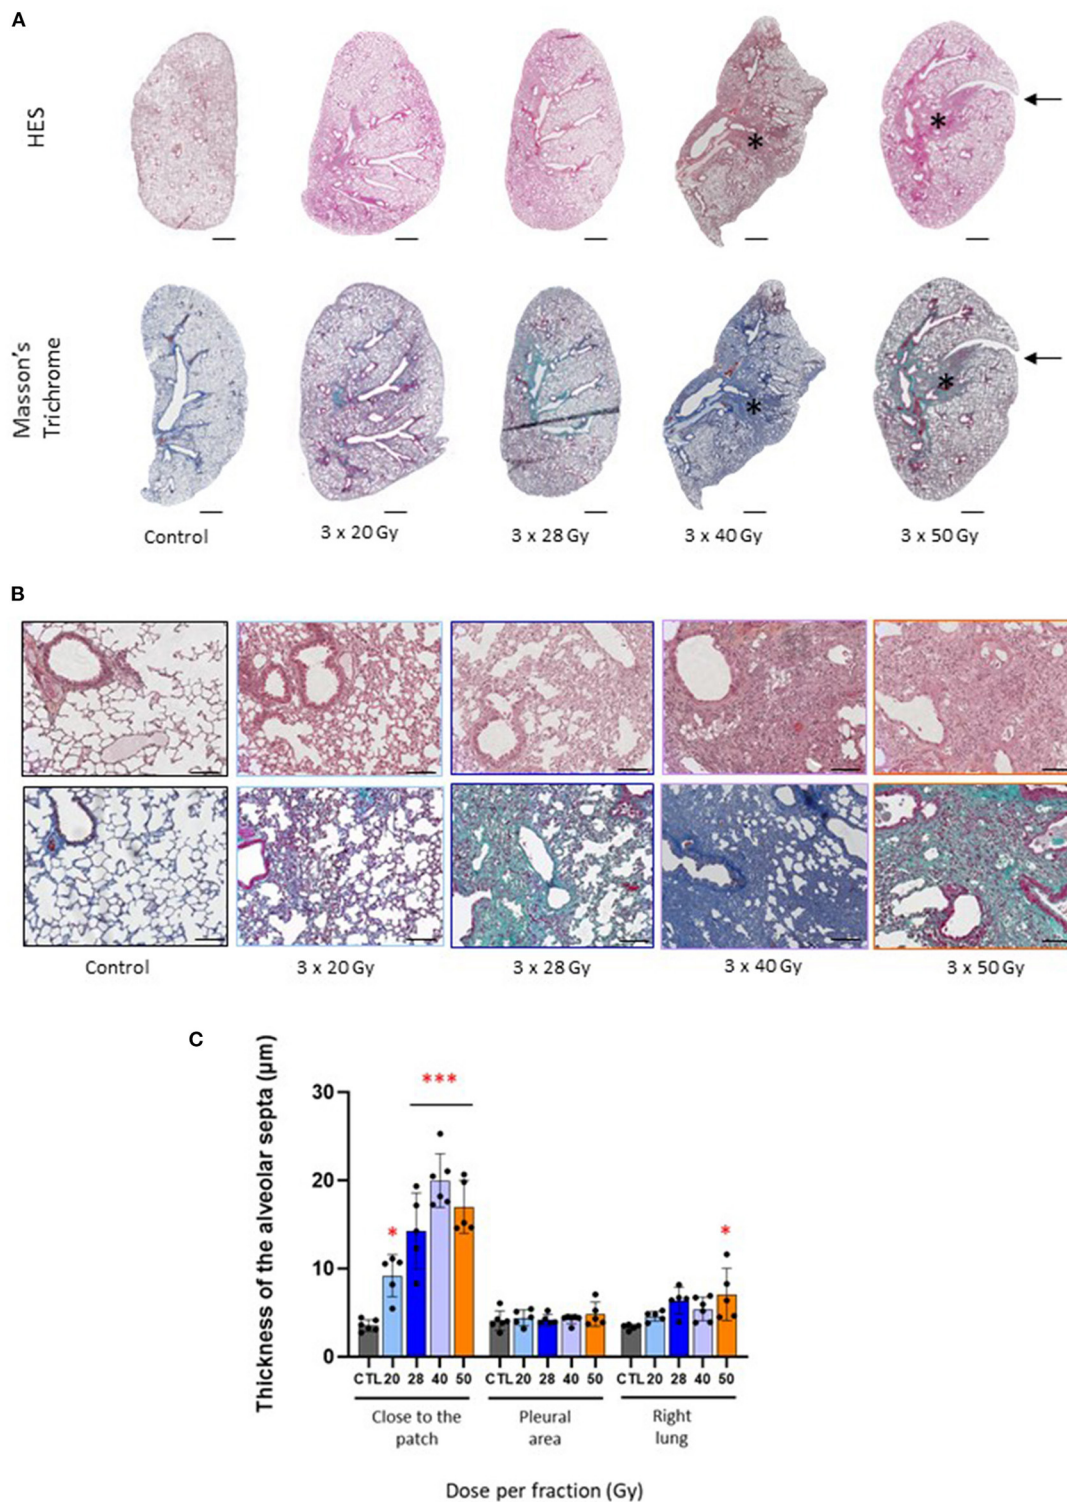 A
HES
Masson's
Trichrome
Control
3 x 20 Gy
3 x 28 Gy
3 x 40 Gy
3 x 50 Gy
B
Control
3 x 20 Gy
3 x 28 Gy
3 x 40 Gy
3 x 50 Gy
C
Thickness of the alveolar septa (µm)
30
20
10
0
***
*
*
CTL 20 28 40 50 CTL 20 28 40 50 CTL 20 28 40 50
Close to the
patch
Pleural
area
Right
lung
Dose per fraction (Gy)